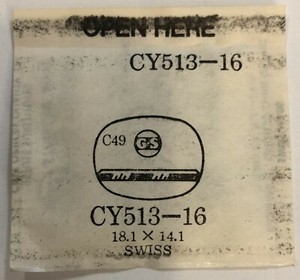 OPEN HERE
CY513-16
C49 GS
CY513-16
18.1 × 14.1
SWISS